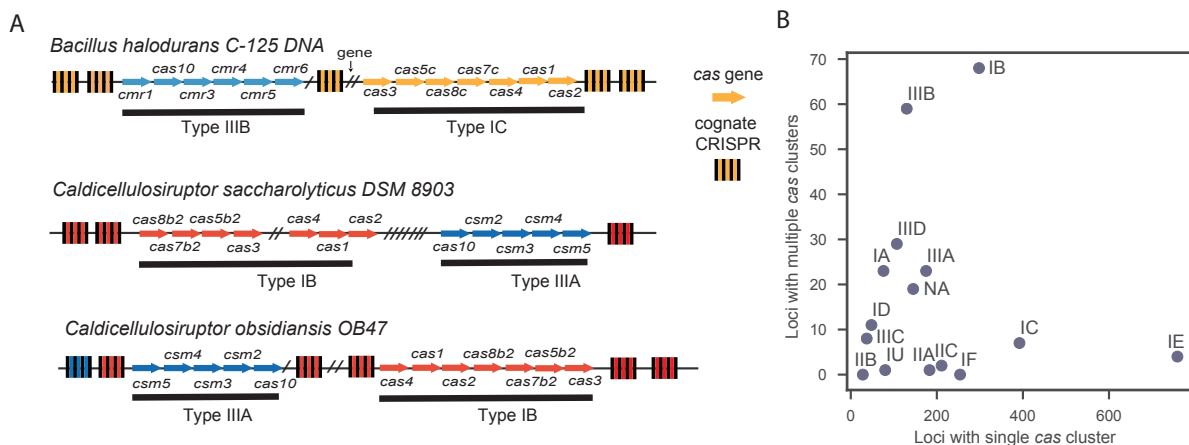 A
Bacillus halodurans C-125 DNA
gene
cas10 cmr4 cmr6 cas5c cas7c cas1
cmr1 cmr3 cmr5 cas3 cas8c cas4 cas2
Type IIIB Type IC
cas gene
cognate
CRISPR
Caldicellulosiruptor saccharolyticus DSM 8903
cas8b2 cas5b2 cas4 cas2 csm2 csm4
cas7b2 cas3 cas1 cas10 csm3 csm5
Type IB Type IIIA
Caldicellulosiruptor obsidiansis OB47
csm4 csm2 cas1 cas8b2 cas5b2
csm5 csm3 cas10 cas4 cas2 cas7b2 cas3
Type IIIA Type IB
B
Loci with multiple cas clusters
70
60
50
40
30
20
10
0
IB
IIIB
IIID
IA IIIA
NA
ID
IIIC IC
IIB IU IIA IIC IF IE
0 200 400 600
Loci with single cas cluster